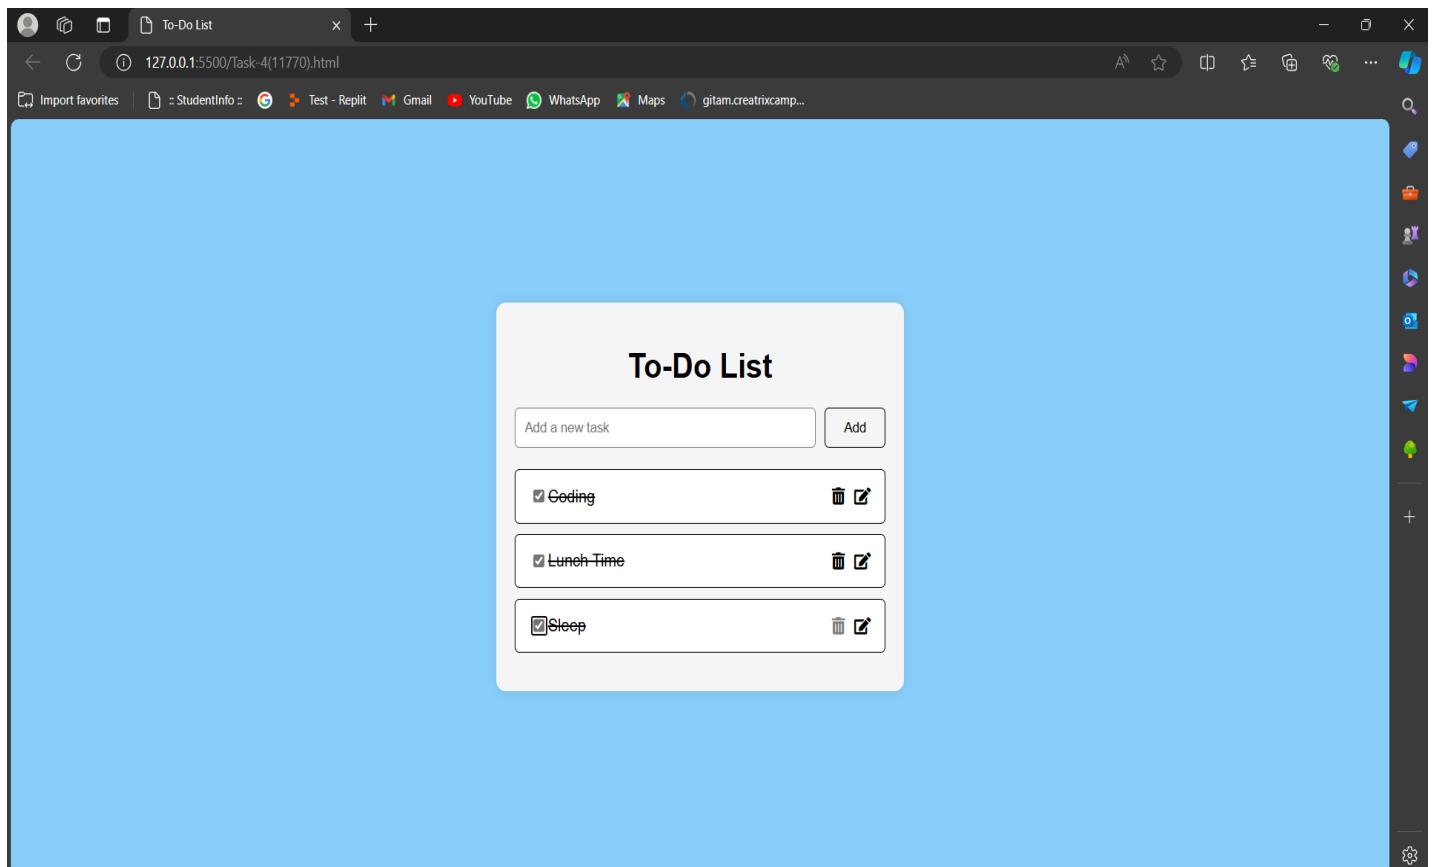 To-Do List
127.0.0.1:5500/Task-4(11770).html
Import favorites :: StudentInfo :: Test - Replit Gmail YouTube WhatsApp Maps gitam.creatrixcamp...
To-Do List
Add a new task Add
Coding
Lunch Time
Sleep